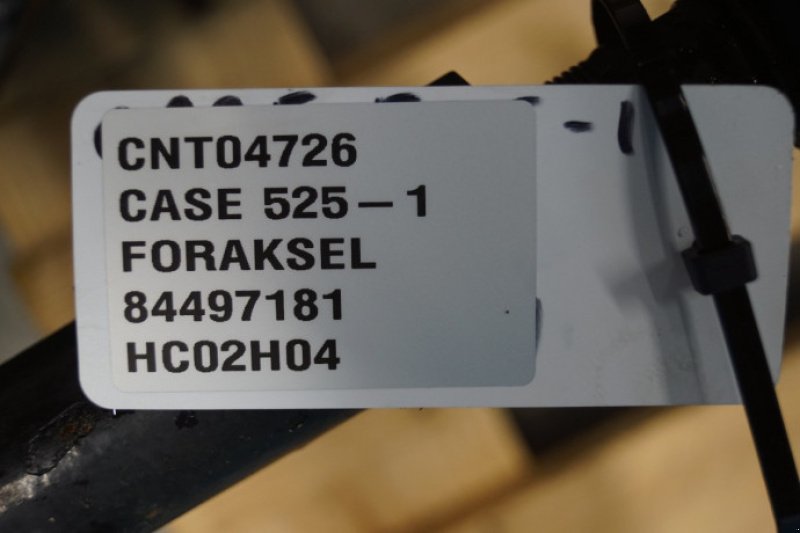 CNT04726
CASE 525-1
FORAKSEL
84497181
HC02H04